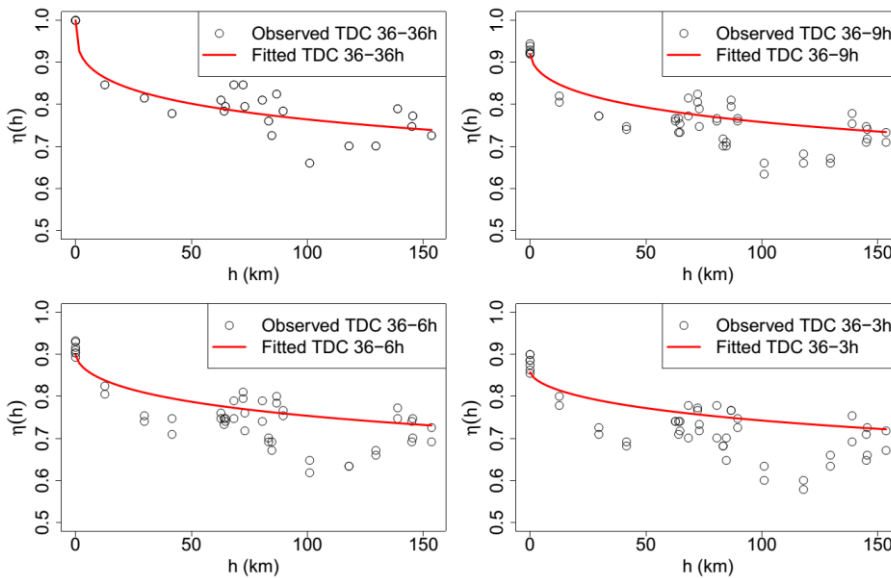 Observed TDC 36−36h
Fitted TDC 36−36h
η(h)
1.0
0.9
0.8
0.7
0.6
0.5
0
50
100
150
h (km)
Observed TDC 36−9h
Fitted TDC 36−9h
η(h)
1.0
0.9
0.8
0.7
0.6
0.5
0
50
100
150
h (km)
Observed TDC 36−6h
Fitted TDC 36−6h
η(h)
1.0
0.9
0.8
0.7
0.6
0.5
0
50
100
150
h (km)
Observed TDC 36−3h
Fitted TDC 36−3h
η(h)
1.0
0.9
0.8
0.7
0.6
0.5
0
50
100
150
h (km)